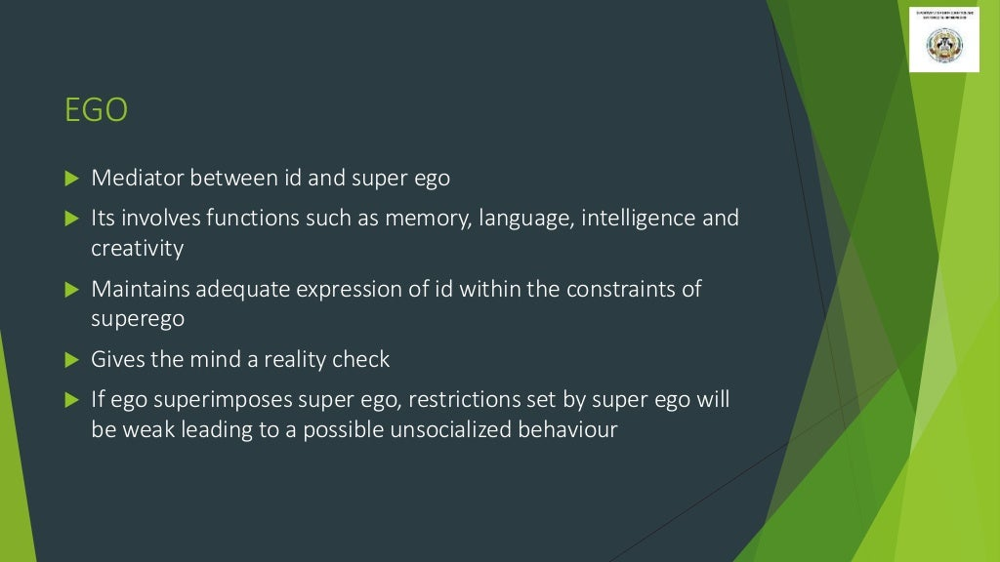 EGO
Mediator between id and super ego
Its involves functions such as memory, language, intelligence and
creativity
Maintains adequate expression of id within the constraints of
superego
Gives the mind a reality check
If ego superimposes super ego, restrictions set by super ego will
be weak leading to a possible unsocialized behaviour